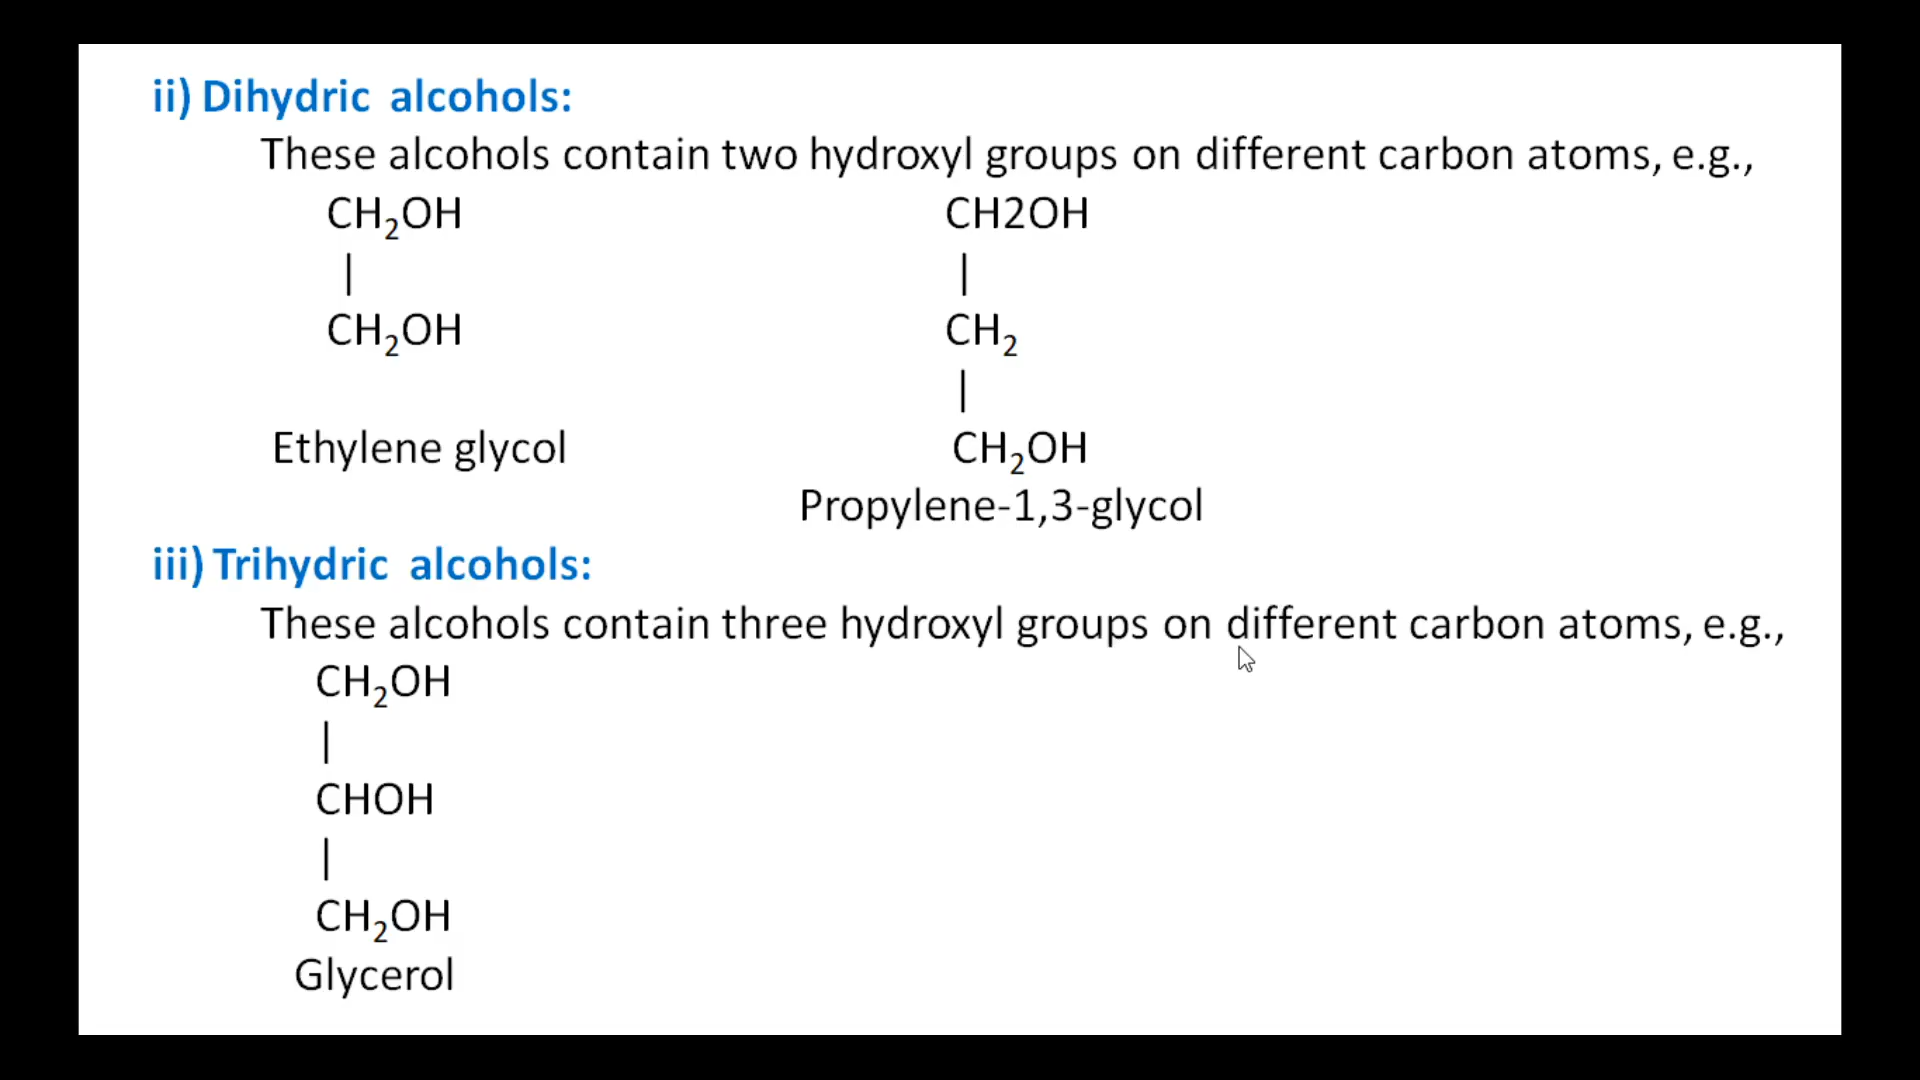 ii) Dihydric alcohols:
These alcohols contain two hydroxyl groups on different carbon atoms, e.g.,
CH₂OH CH2OH
| |
CH₂OH CH₂
|
Ethylene glycol CH₂OH
Propylene-1,3-glycol
iii) Trihydric alcohols:
These alcohols contain three hydroxyl groups on different carbon atoms, e.g.,
CH₂OH
|
CHOH
|
CH₂OH
Glycerol